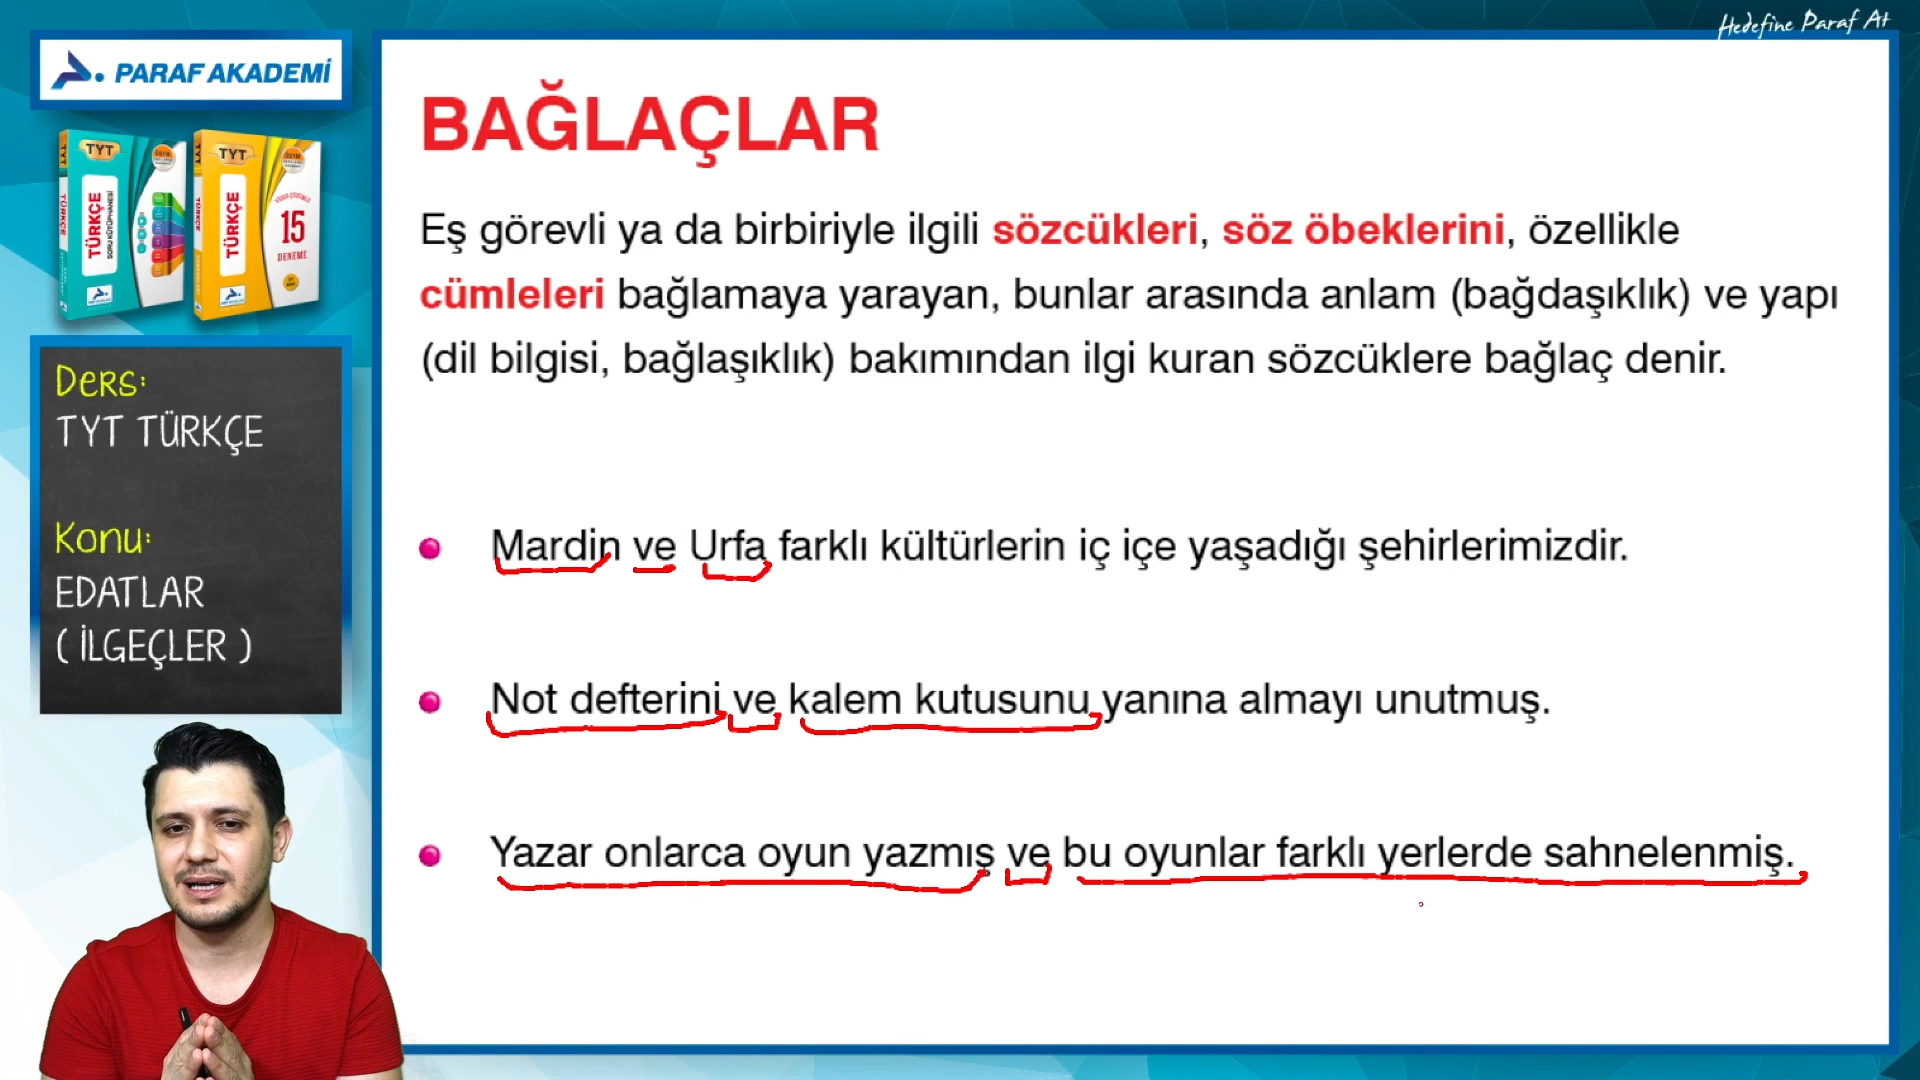 Hedefine Paraf At
PARAF AKADEMİ
TYT
TÜRKÇE
SORU KÜTÜPHANESİ
TYT
TÜRKÇE
15
DENEME
Ders:
TYT TÜRKÇE
Konu:
EDATLAR
( İLGEÇLER )
BAĞLAÇLAR
Eş görevli ya da birbiriyle ilgili sözcükleri, söz öbeklerini, özellikle
cümleleri bağlamaya yarayan, bunlar arasında anlam (bağdaşıklık) ve yapı
(dil bilgisi, bağlaşıklık) bakımından ilgi kuran sözcüklere bağlaç denir.
Mardin ve Urfa farklı kültürlerin iç içe yaşadığı şehirlerimizdir.
Not defterini ve kalem kutusunu yanına almayı unutmuş.
Yazar onlarca oyun yazmış ve bu oyunlar farklı yerlerde sahnelenmiş.